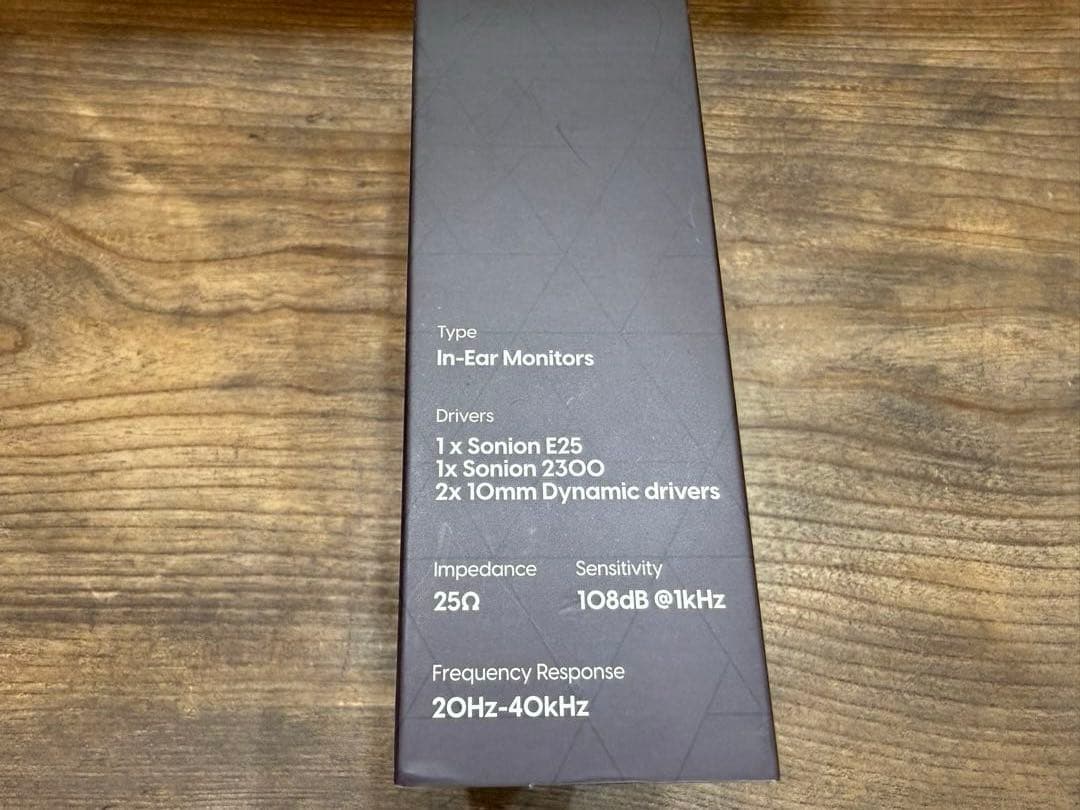 Type
In-Ear Monitors
Drivers
1 x Sonion E25
1x Sonion 2300
2x 10mm Dynamic drivers
Impedance Sensitivity
25Ω 108dB @1kHz
Frequency Response
20Hz-40kHz